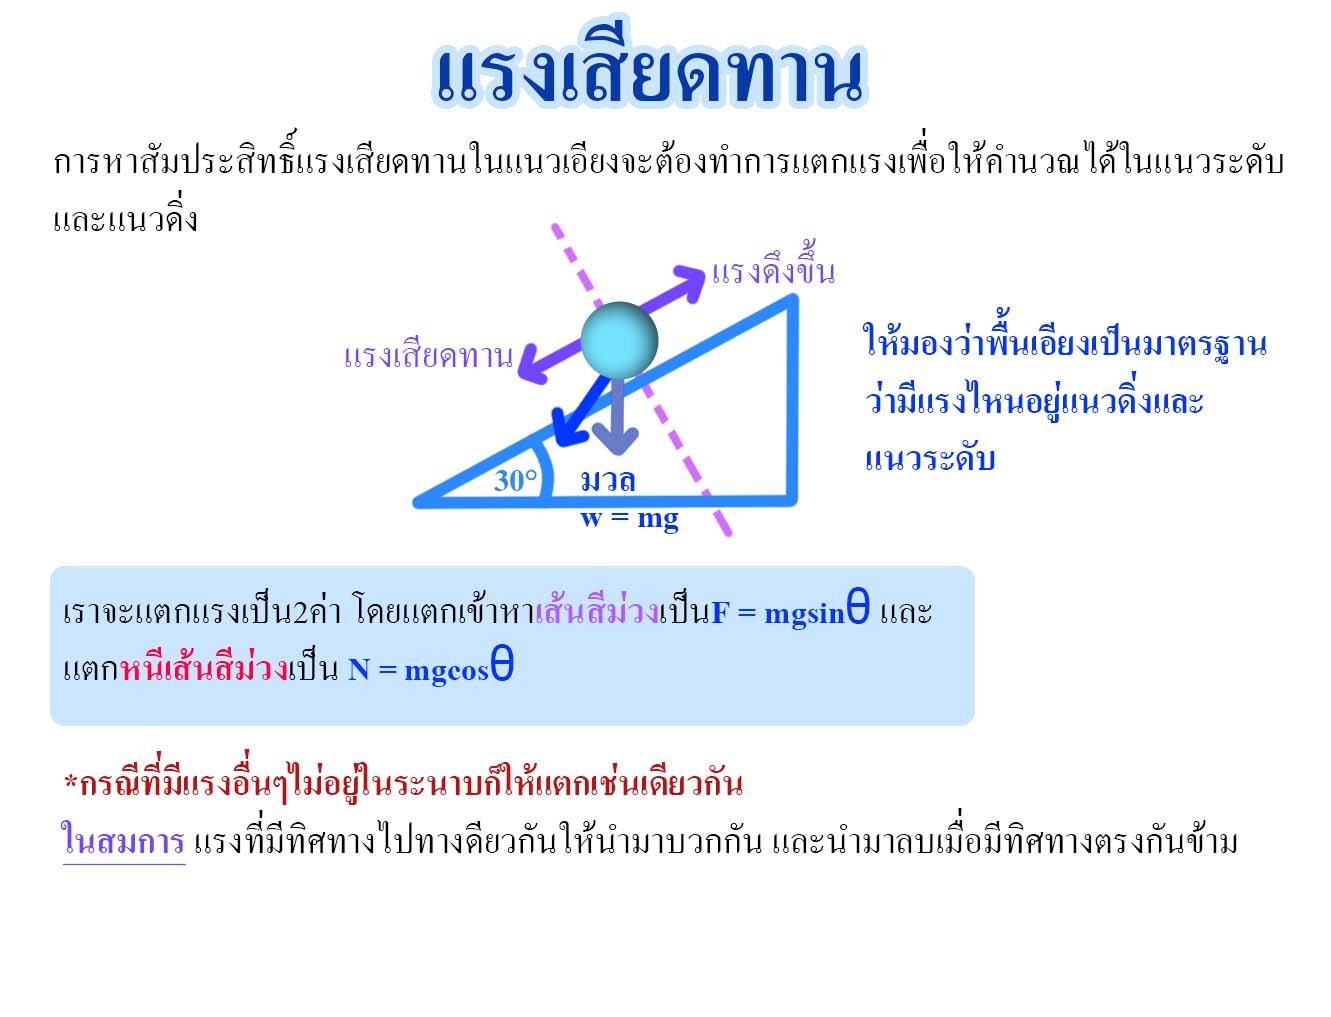 แรงเสียดทาน
การหาสัมประสิทธิ์แรงเสียดทานในแนวเอียงจะต้องทำการแตกแรงเพื่อให้คำนวณได้ในแนวระดับ
และแนวดิ่ง
แรงดึงขึ้น
แรงเสียดทาน
ให้มองว่าพื้นเอียงเป็นมาตรฐาน
ว่ามีแรงไหนอยู่แนวดิ่งและ
แนวระดับ
30°
มวล
w = mg
เราจะแตกแรงเป็น2ค่า โดยแตกเข้าหาเส้นสีม่วงเป็นF = mgsinθ และ
แตกหนีเส้นสีม่วงเป็น N = mgcosθ
*กรณีที่มีแรงอื่นๆไม่อยู่ในระนาบก็ให้แตกเช่นเดียวกัน
ในสมการ แรงที่มีทิศทางไปทางดียวกันให้นำมาบวกกัน และนำมาลบเมื่อมีทิศทางตรงกันข้าม